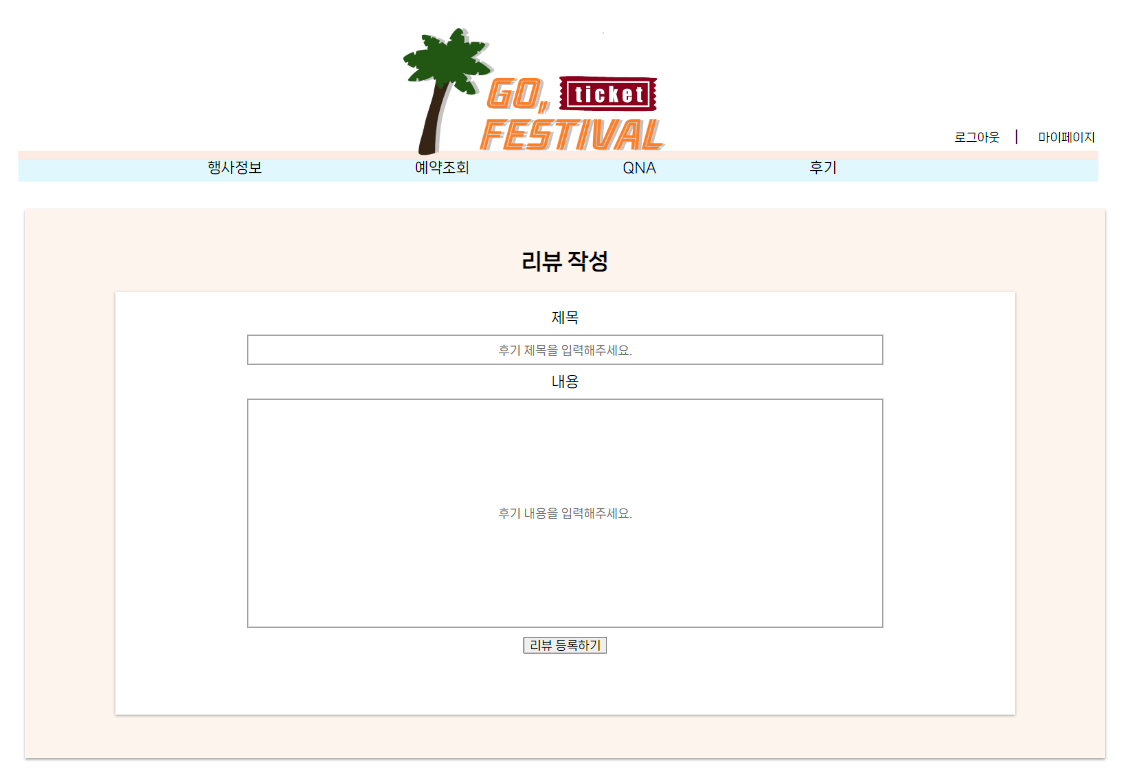 GO, ticket
FESTIVAL
로그아웃 | 마이페이지
행사정보 예약조회 QNA 후기
리뷰 작성
제목
후기 제목을 입력해주세요.
내용
후기 내용을 입력해주세요.
리뷰 등록하기